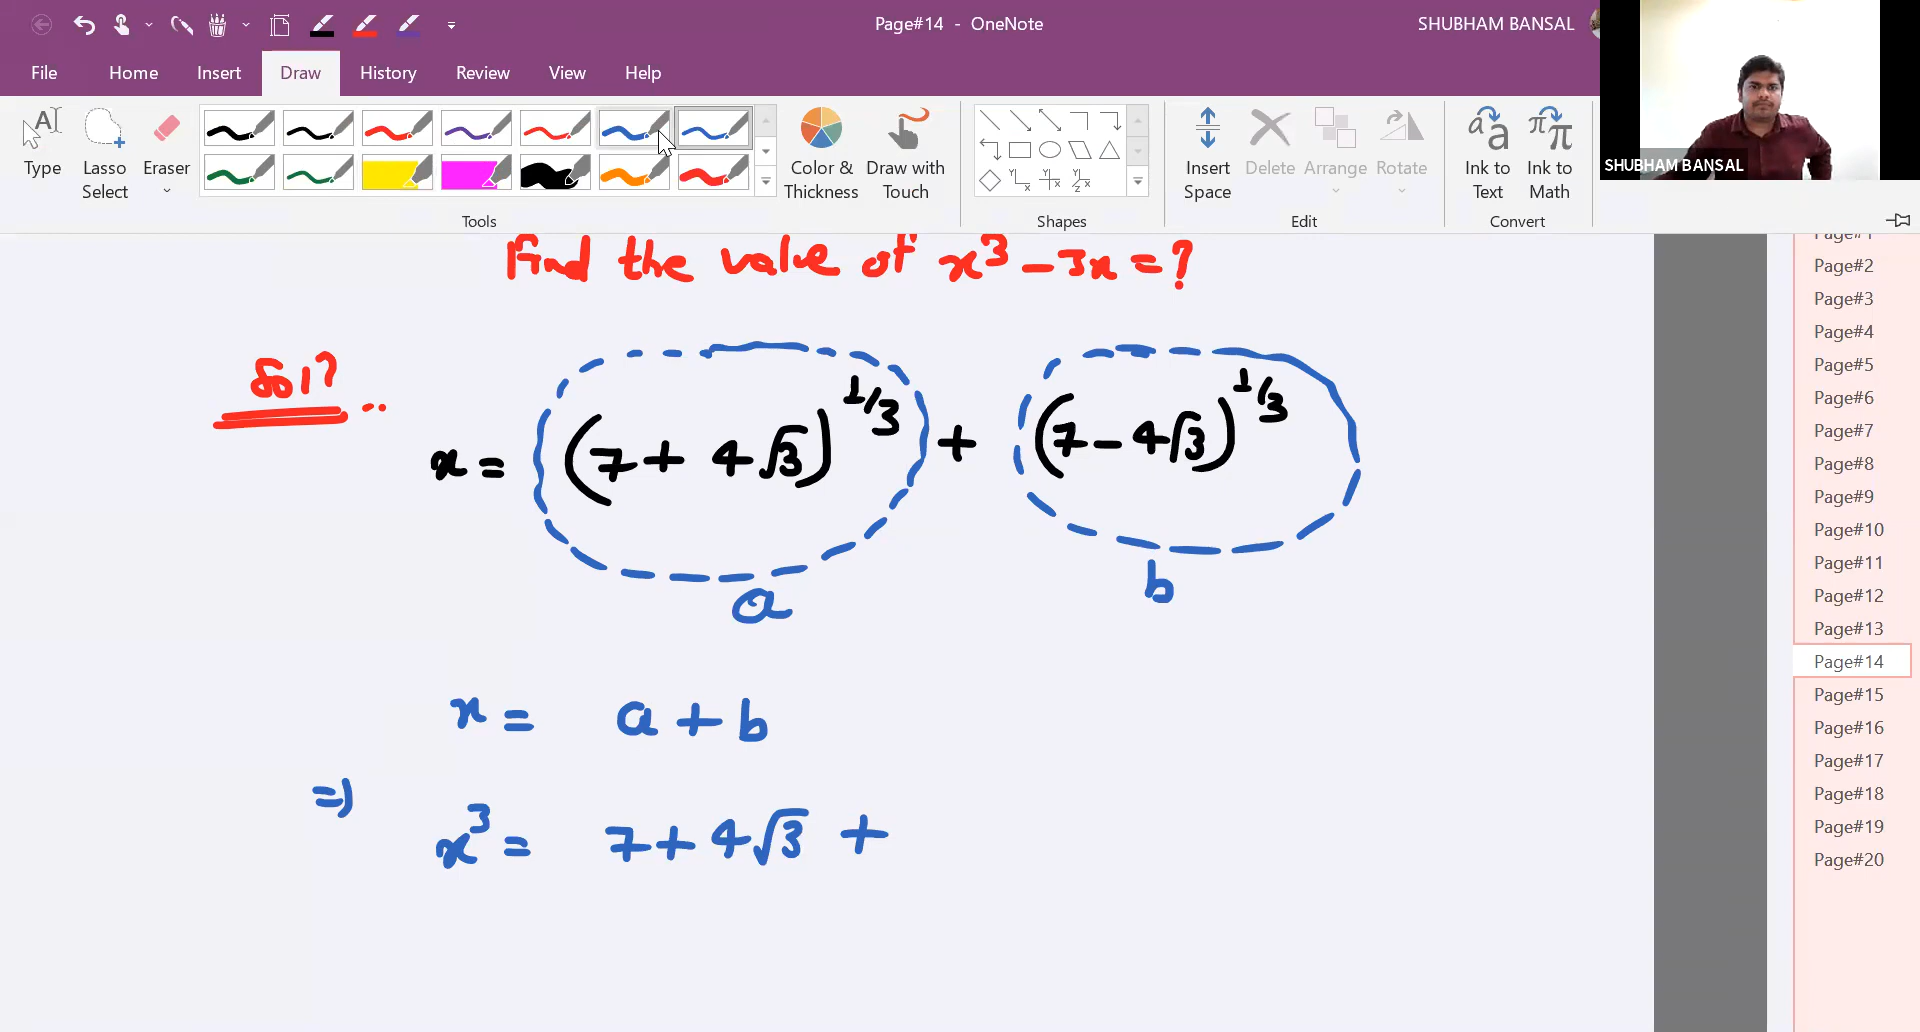 Page#14 - OneNote
SHUBHAM BANSAL
File Home Insert Draw History Review View Help
Type
Lasso Select
Eraser
Color & Thickness
Draw with Touch
Insert Space
Delete
Arrange
Rotate
Ink to Text
Ink to Math
SHUBHAM BANSAL
Tools
Shapes
Edit
Convert
Find the value of x³ - 3x = ?
Page#1
Page#2
Page#3
Page#4
Page#5
Page#6
Page#7
Page#8
Page#9
Page#10
Page#11
Page#12
Page#13
Page#14
Page#15
Page#16
Page#17
Page#18
Page#19
Page#20
x = (7 + 4√3)^1/3 + (7 - 4√3)^1/3
a
b
x = a + b
=)
x³ = 7 + 4√3 +